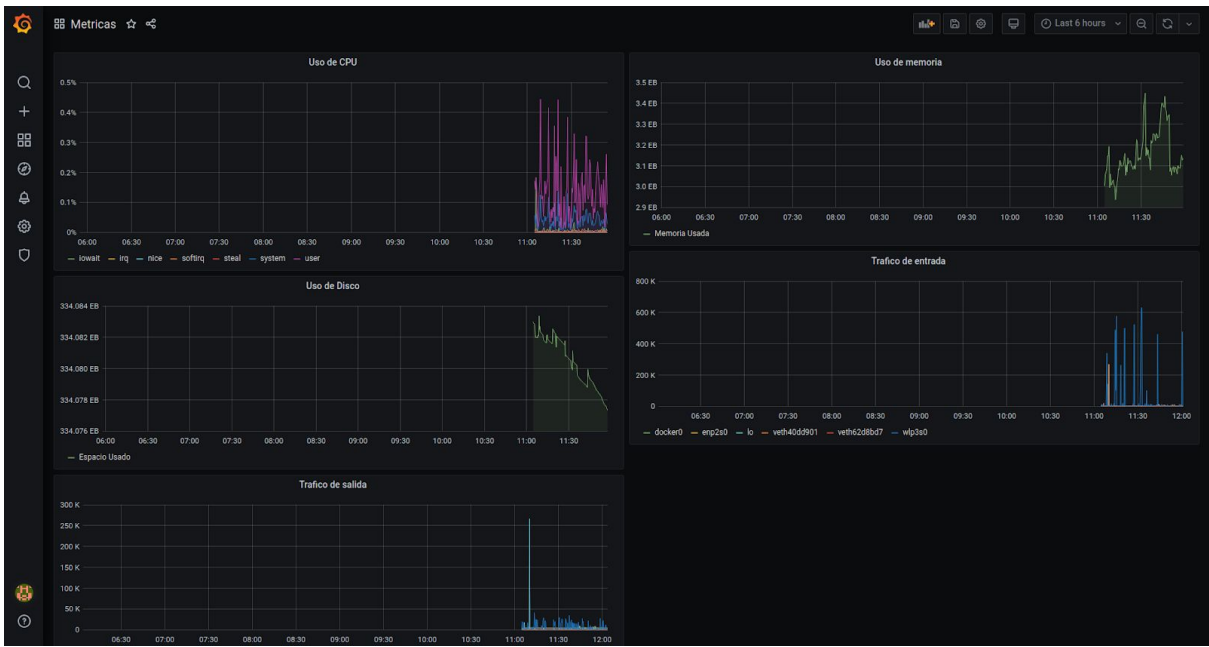 Metricas
Last 6 hours
Uso de CPU
0.5%
0.4%
0.3%
0.2%
0.1%
0%
06:00 06:30 07:00 07:30 08:00 08:30 09:00 09:30 10:00 10:30 11:00 11:30
iowait irq nice softirq steal system user
Uso de memoria
3.5 EB
3.4 EB
3.3 EB
3.2 EB
3.1 EB
3.0 EB
2.9 EB
06:00 06:30 07:00 07:30 08:00 08:30 09:00 09:30 10:00 10:30 11:00 11:30
Memoria Usada
Uso de Disco
334.084 EB
334.082 EB
334.080 EB
334.078 EB
334.076 EB
06:00 06:30 07:00 07:30 08:00 08:30 09:00 09:30 10:00 10:30 11:00 11:30
Espacio Usado
Trafico de entrada
800 K
600 K
400 K
200 K
0
06:30 07:00 07:30 08:00 08:30 09:00 09:30 10:00 10:30 11:00 11:30 12:00
docker0 enp2s0 lo veth40dd901 veth62d8bd7 wlp3s0
Trafico de salida
300 K
250 K
200 K
150 K
100 K
50 K
0
06:30 07:00 07:30 08:00 08:30 09:00 09:30 10:00 10:30 11:00 11:30 12:00